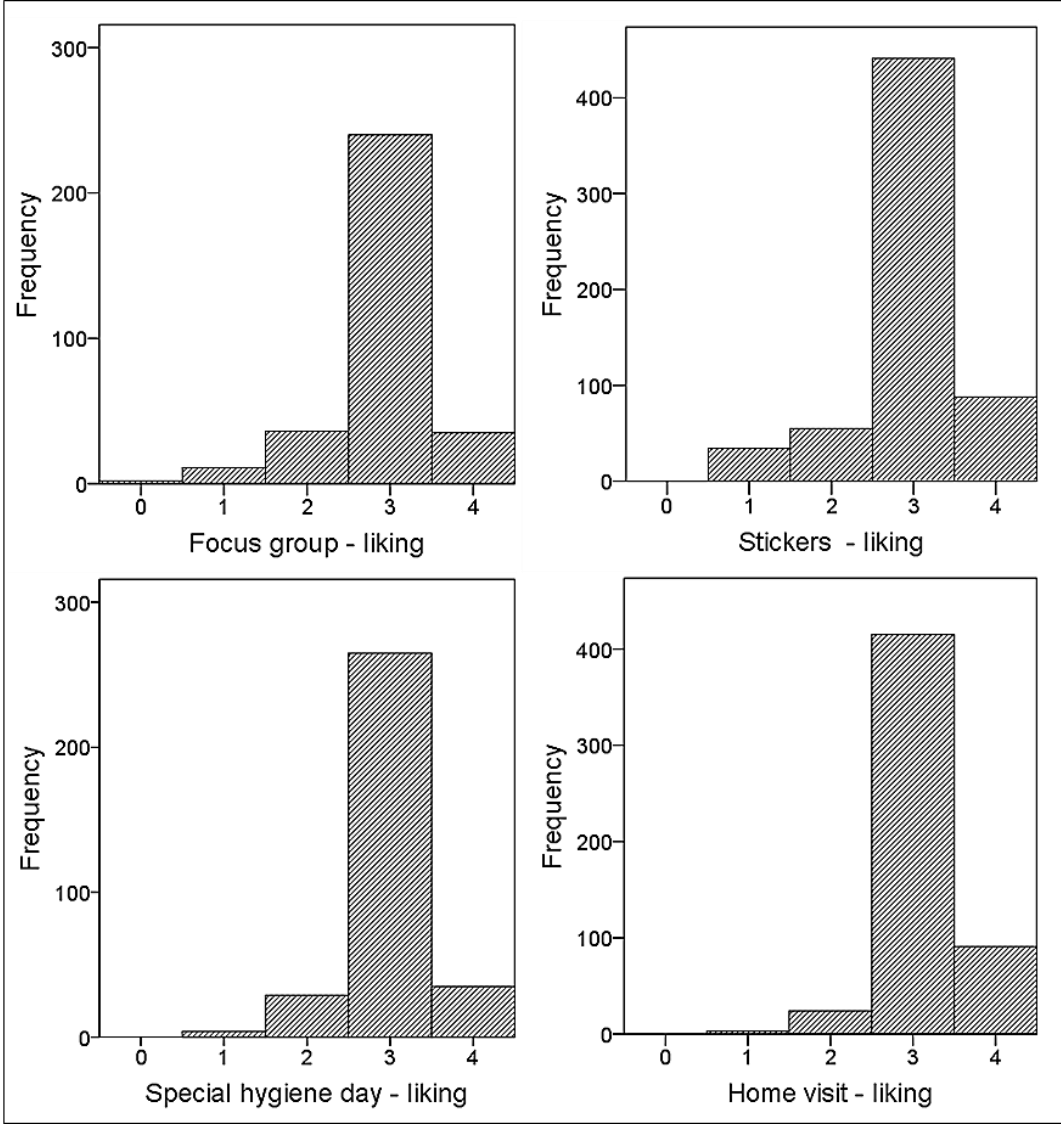 300
200
100
0
Frequency
0 1 2 3 4
Focus group - liking
400
300
200
100
0
Frequency
0 1 2 3 4
Stickers - liking
300
200
100
0
Frequency
0 1 2 3 4
Special hygiene day - liking
400
300
200
100
0
Frequency
0 1 2 3 4
Home visit - liking